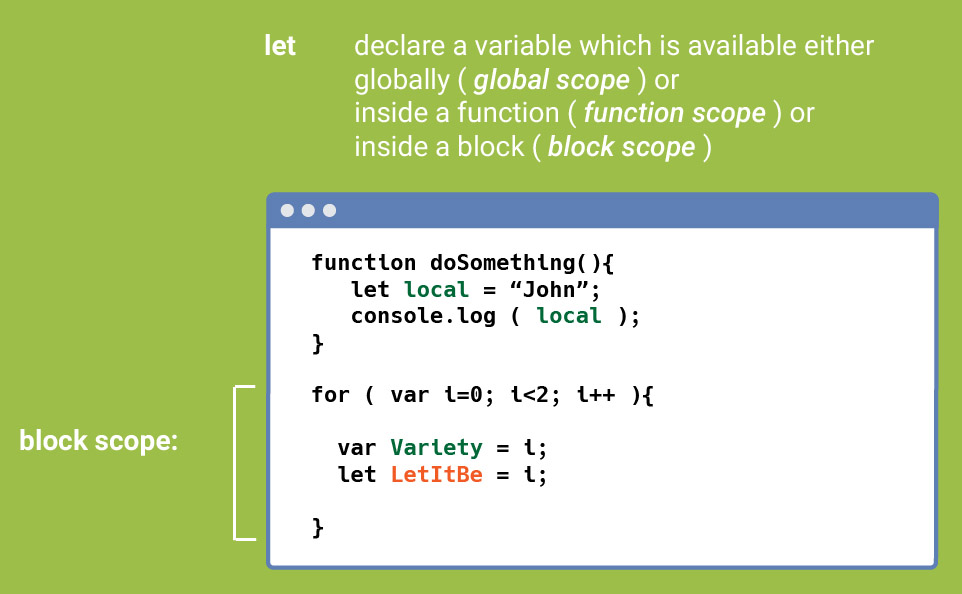 let declare a variable which is available either
globally ( global scope ) or
inside a function ( function scope ) or
inside a block ( block scope )
function doSomething(){
let local = “John”;
console.log ( local );
}
for ( var i=0; i<2; i++ ){
block scope:
var Variety = i;
let LetItBe = i;
}